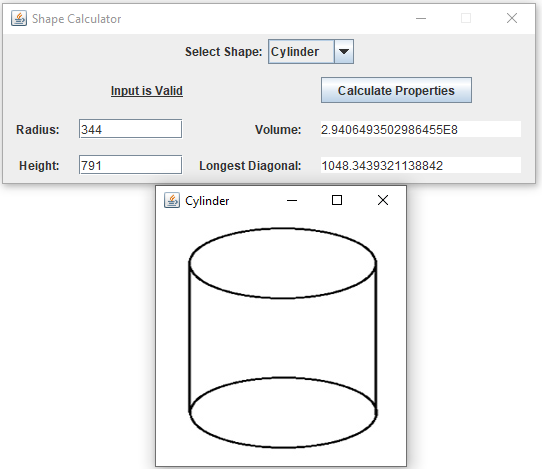 Shape Calculator
Select Shape: Cylinder
Input is Valid Calculate Properties
Radius: 344 Volume: 2.9406493502986455E8
Height: 791 Longest Diagonal: 1048.3439321138842
Cylinder